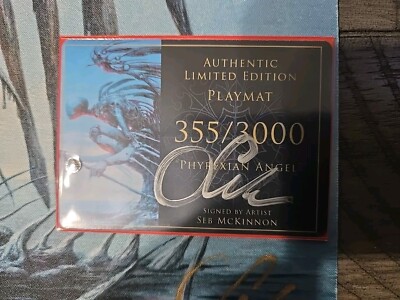 AUTHENTIC
LIMITED EDITION
PLAYMAT
355/3000
PHYREXIAN ANGEL
SIGNED BY ARTIST
SEB MCKINNON